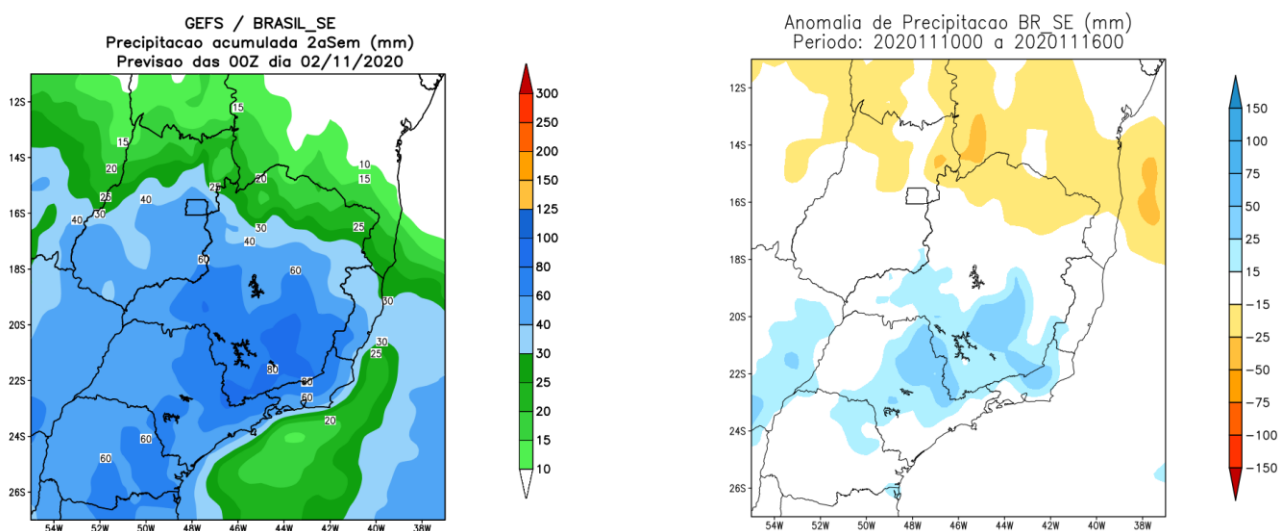 GEFS / BRASIL_SE
Precipitacao acumulada 2aSem (mm)
Previsao das 00Z dia 02/11/2020
12S
14S
16S
18S
20S
22S
24S
26S
54W 52W 50W 48W 46W 44W 42W 40W 38W
15
15
20
25
30
40
40
25
20
30
40
10
15
25
60
60
30
30
25
80
80
60
20
60
60
300
250
200
150
125
100
80
60
40
30
25
20
15
10
Anomalia de Precipitacao BR_SE (mm)
Periodo: 2020111000 a 2020111600
12S
14S
16S
18S
20S
22S
24S
26S
54W 52W 50W 48W 46W 44W 42W 40W 38W
150
100
75
50
25
15
-15
-25
-50
-75
-100
-150